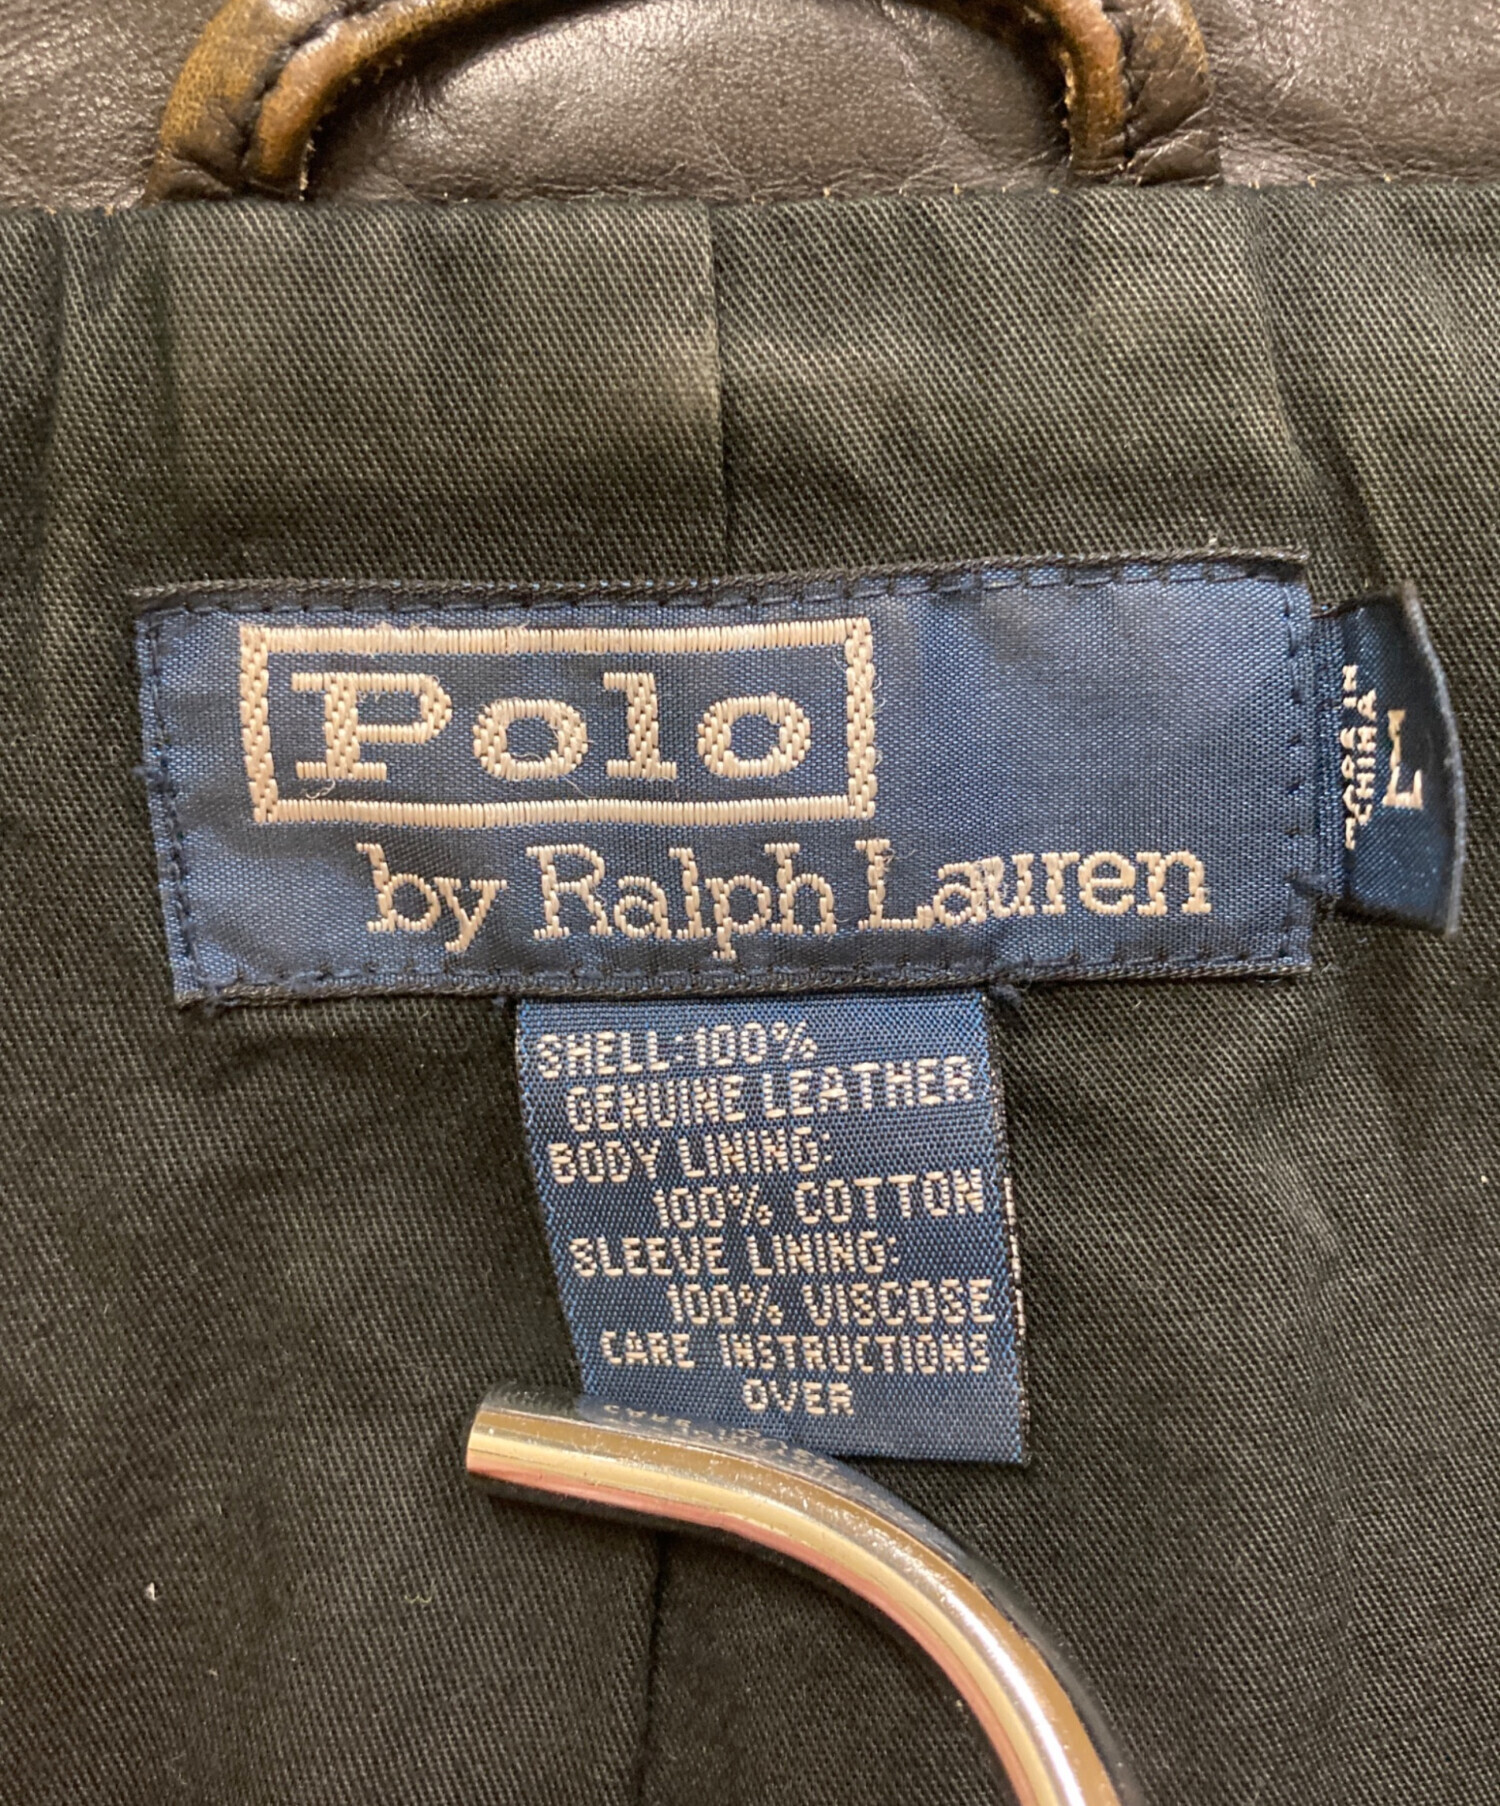 Polo
by Ralph Lauren
L
MADE IN
CHINA
SHELL: 100%
GENUINE LEATHER
BODY LINING:
100% COTTON
SLEEVE LINING:
100% VISCOSE
CARE INSTRUCTIONS
OVER